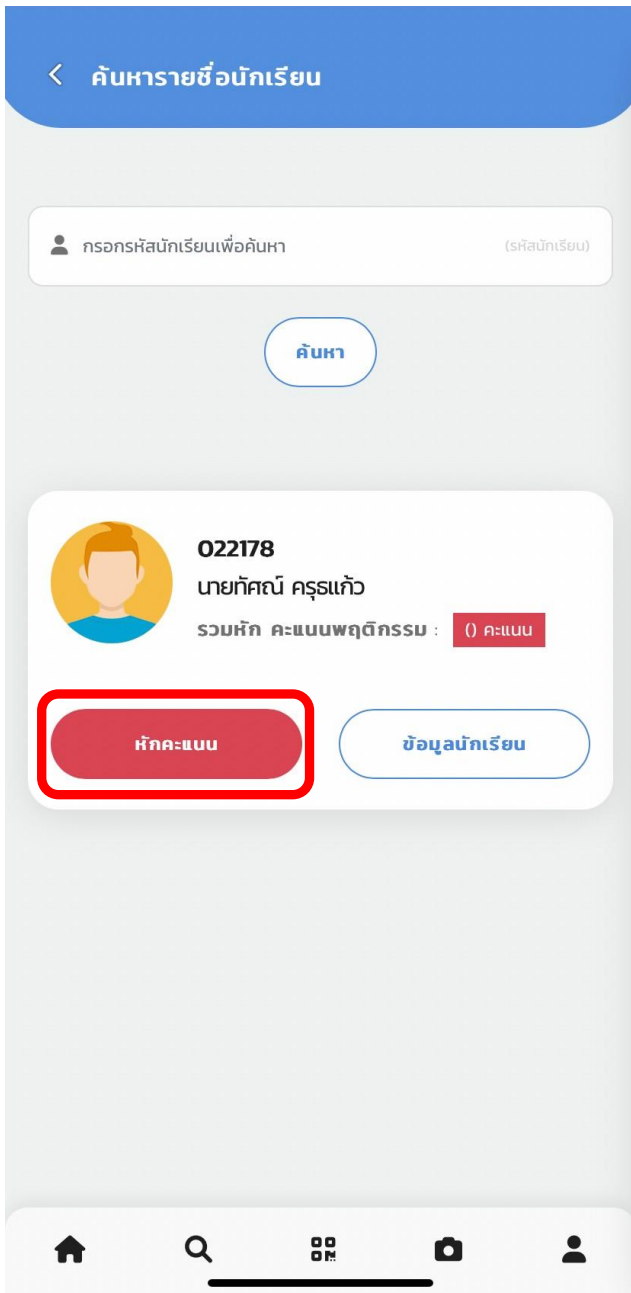 ค้นหารายชื่อนักเรียน
กรอกรหัสนักเรียนเพื่อค้นหา (รหัสนักเรียน)
ค้นหา
022178
นายทัศณ์ ครุธแก้ว
รวมหัก คะแนนพฤติกรรม : () คะแนน
หักคะแนน ข้อมูลนักเรียน